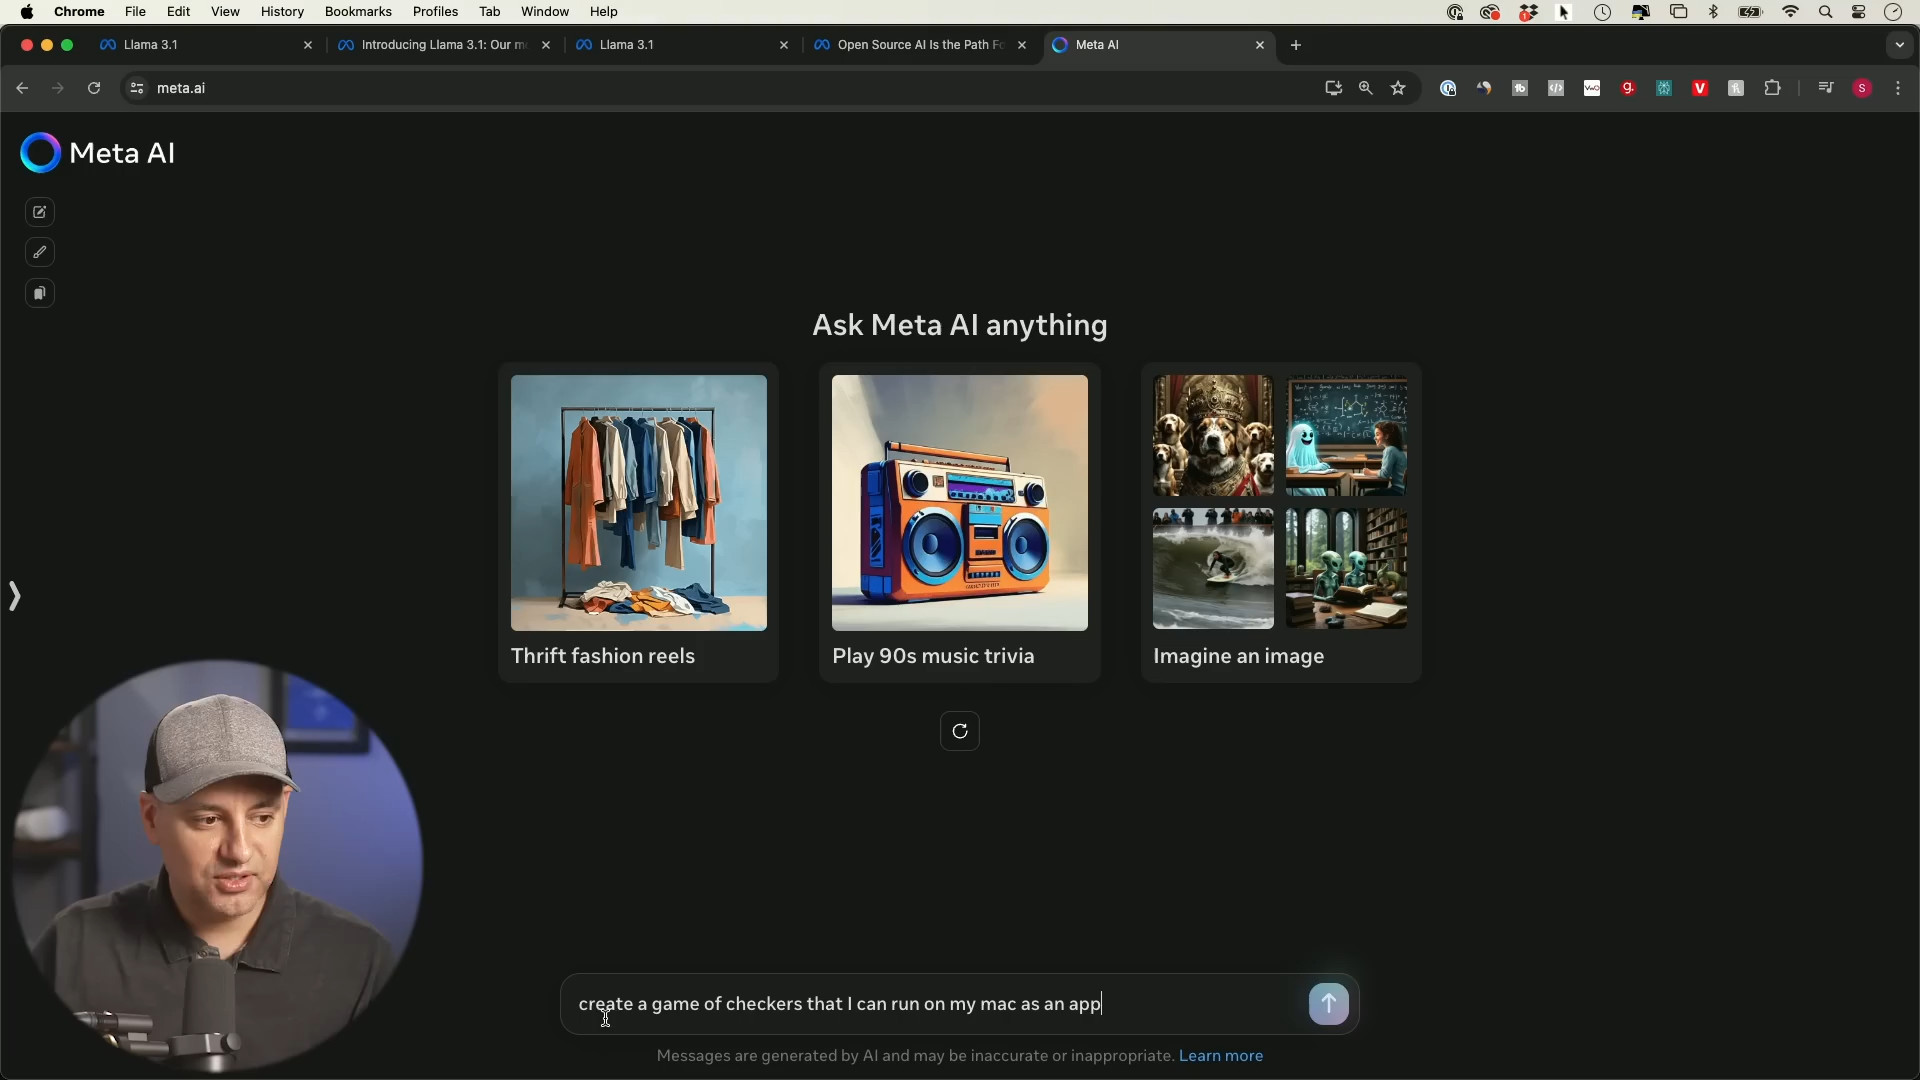 Chrome File Edit View History Bookmarks Profiles Tab Window Help
Llama 3.1
Introducing Llama 3.1: Our m
Llama 3.1
Open Source AI Is the Path Fo
Meta AI
meta.ai
S
Meta AI
Ask Meta AI anything
Thrift fashion reels
Play 90s music trivia
Imagine an image
create a game of checkers that I can run on my mac as an app
Messages are generated by AI and may be inaccurate or inappropriate. Learn more